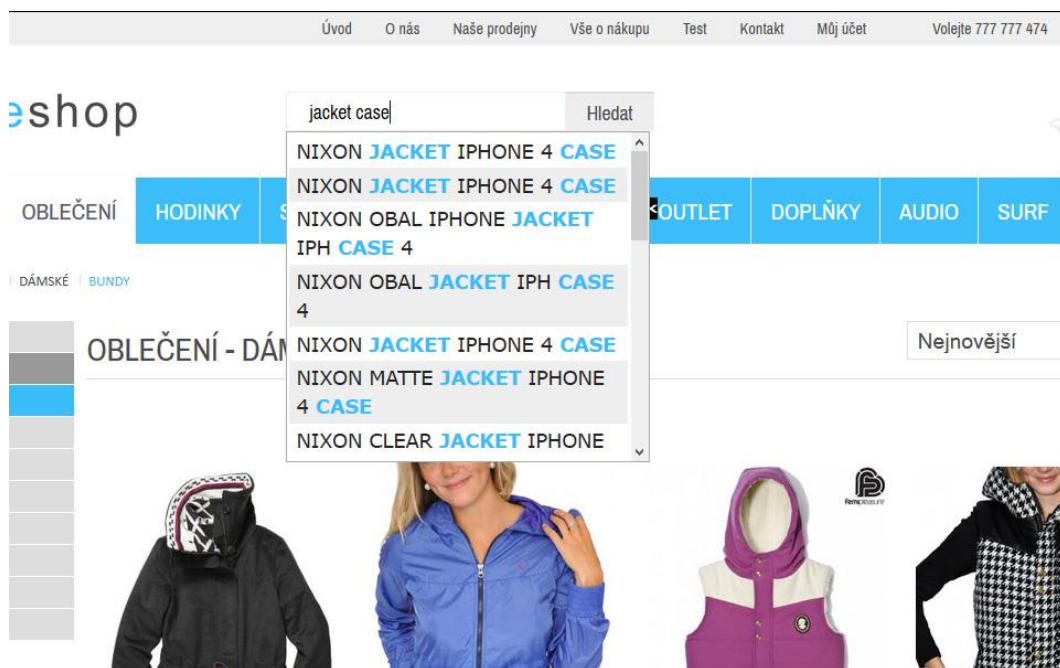 Úvod O nás Naše prodejny Vše o nákupu Test Kontakt Můj účet Volejte 777 777 474
eshop
jacket case Hledat
NIXON JACKET IPHONE 4 CASE
NIXON JACKET IPHONE 4 CASE
NIXON OBAL IPHONE JACKET
IPH CASE 4
NIXON OBAL JACKET IPH CASE
4
NIXON JACKET IPHONE 4 CASE
NIXON MATTE JACKET IPHONE
4 CASE
NIXON CLEAR JACKET IPHONE
OBLEČENÍ HODINKY OUTLET DOPLŇKY AUDIO SURF
DÁMSKÉ BUNDY
OBLEČENÍ - DÁM
Nejnovější
femi pleasure